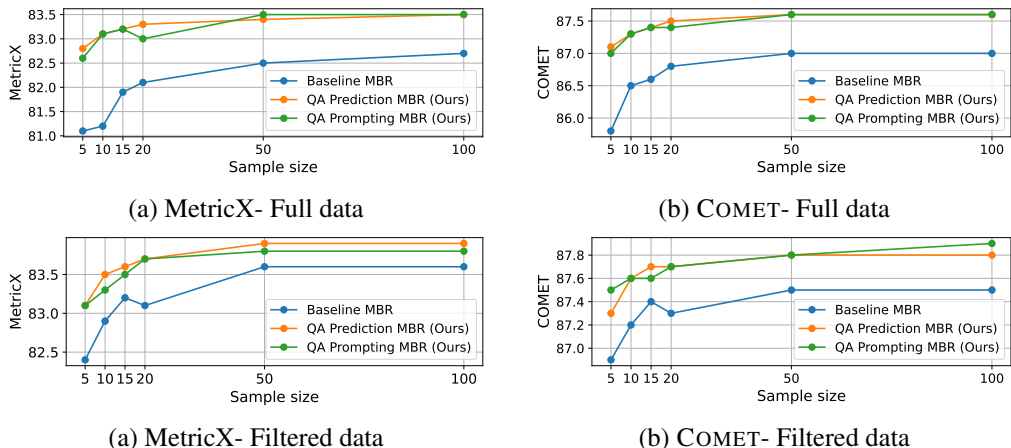 83.5
83.0
82.5
82.0
81.5
81.0
MetricX
Baseline MBR
QA Prediction MBR (Ours)
QA Prompting MBR (Ours)
5 10 15 20 50 100
Sample size
(a) MetricX- Full data
87.5
87.0
86.5
86.0
COMET
Baseline MBR
QA Prediction MBR (Ours)
QA Prompting MBR (Ours)
5 10 15 20 50 100
Sample size
(b) COMET- Full data
83.5
83.0
82.5
MetricX
Baseline MBR
QA Prediction MBR (Ours)
QA Prompting MBR (Ours)
5 10 15 20 50 100
Sample size
(a) MetricX- Filtered data
87.8
87.6
87.4
87.2
87.0
COMET
Baseline MBR
QA Prediction MBR (Ours)
QA Prompting MBR (Ours)
5 10 15 20 50 100
Sample size
(b) COMET- Filtered data